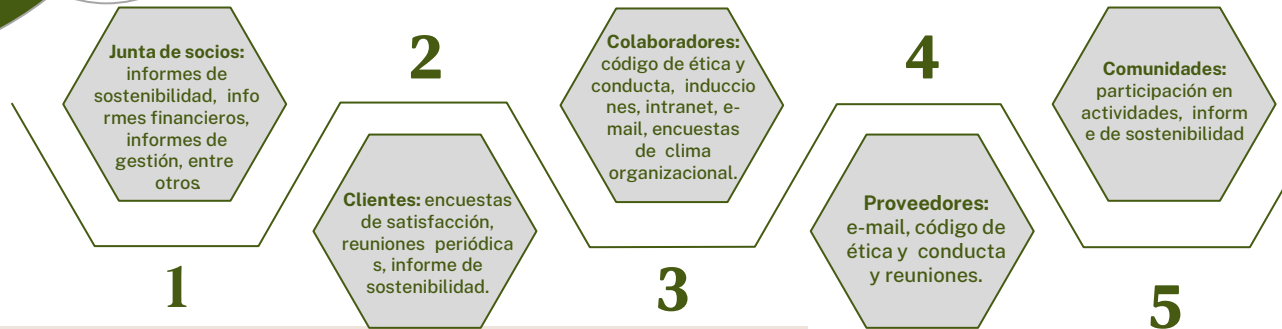 Junta de socios:
informes de
sostenibilidad, info
rmes financieros,
informes de
gestión, entre
otros.
1
2
Clientes: encuestas
de satisfacción,
reuniones periódica
s, informe de
sostenibilidad.
Colaboradores:
código de ética y
conducta, induccio
nes, intranet, e-
mail, encuestas
de clima
organizacional.
3
4
Proveedores:
e-mail, código de
ética y conducta
y reuniones.
Comunidades:
participación en
actividades, inform
e de sostenibilidad
5